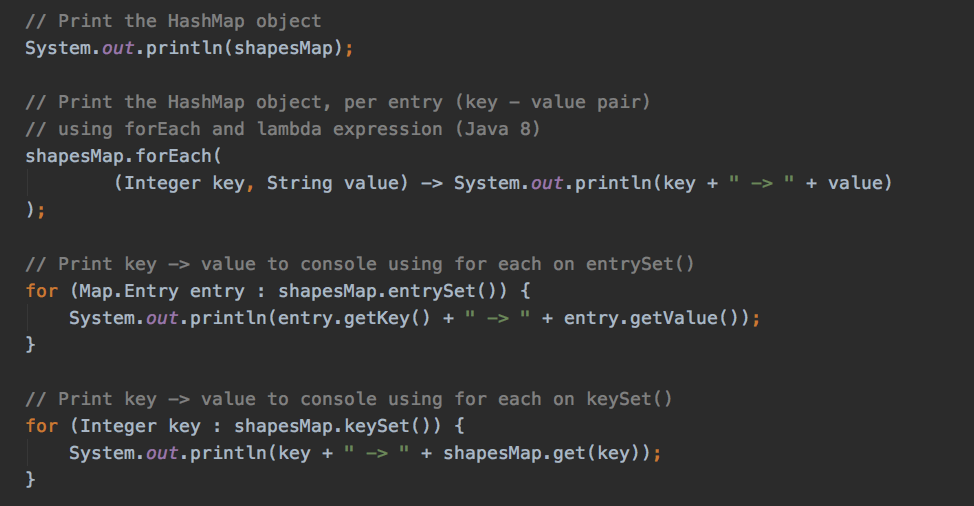 // Print the HashMap object
System.out.println(shapesMap);
// Print the HashMap object, per entry (key - value pair)
// using forEach and lambda expression (Java 8)
shapesMap.forEach(
(Integer key, String value) -> System.out.println(key + " -> " + value)
);
// Print key -> value to console using for each on entrySet()
for (Map.Entry entry : shapesMap.entrySet()) {
System.out.println(entry.getKey() + " -> " + entry.getValue());
}
// Print key -> value to console using for each on keySet()
for (Integer key : shapesMap.keySet()) {
System.out.println(key + " -> " + shapesMap.get(key));
}